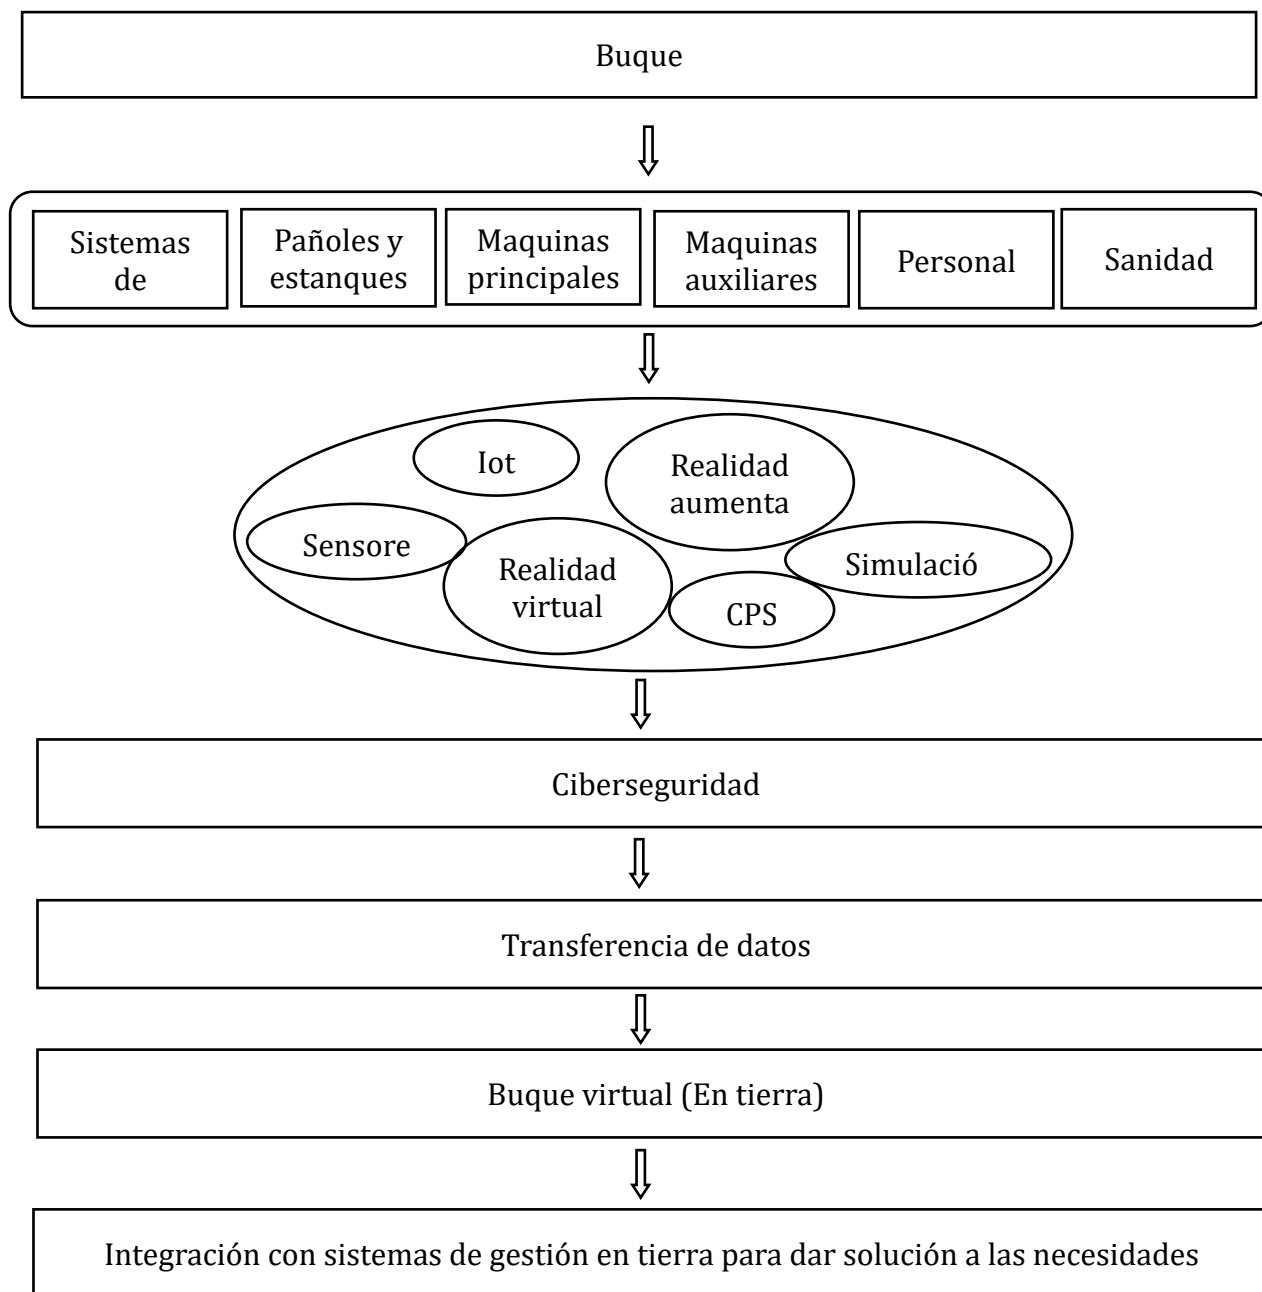 Buque
Sistemas
de
Pañoles y
estanques
Maquinas
principales
Maquinas
auxiliares
Personal
Sanidad
Iot
Realidad
aumenta
Sensore
Realidad
virtual
Simulació
CPS
Ciberseguridad
Transferencia de datos
Buque virtual (En tierra)
Integración con sistemas de gestión en tierra para dar solución a las necesidades